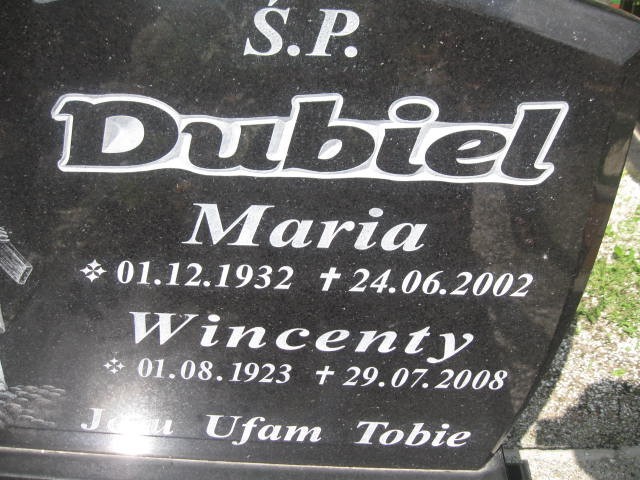 Ś.P.
Dubiel
Maria
❉ 01.12.1932 ✝ 24.06.2002
Wincenty
❉ 01.08.1923 ✝ 29.07.2008
Ufam Tobie